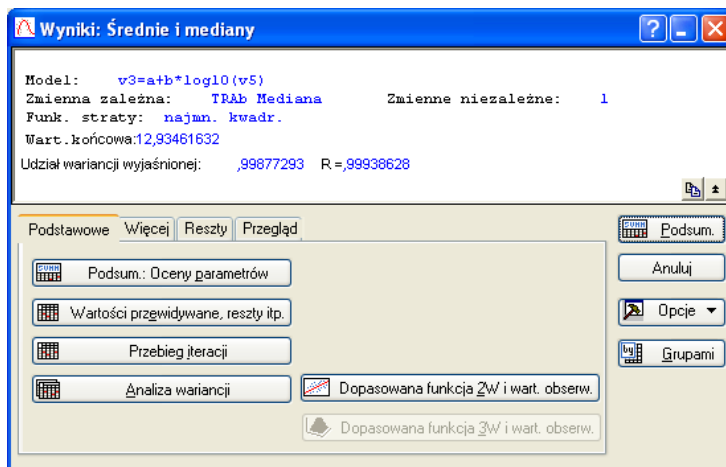 Wyniki: Średnie i mediany
Model: v3=a+b*log10(v5)
Zmienna zależna: TRAb Mediana Zmienne niezależne: 1
Funk. straty: najmn. kwadr.
Wart.końcowa:12,93461632
Udział wariancji wyjaśnionej: ,99877293 R =,99938628
Podstawowe Więcej Reszty Przegląd
Podsum.
Podsum.: Oceny parametrów
Anuluj
Wartości przewidywane, reszty itp.
Opcje
Przebieg iteracji
Grupami
Analiza wariancji
Dopasowana funkcja 2W i wart. obserw.
Dopasowana funkcja 3W i wart. obserw.